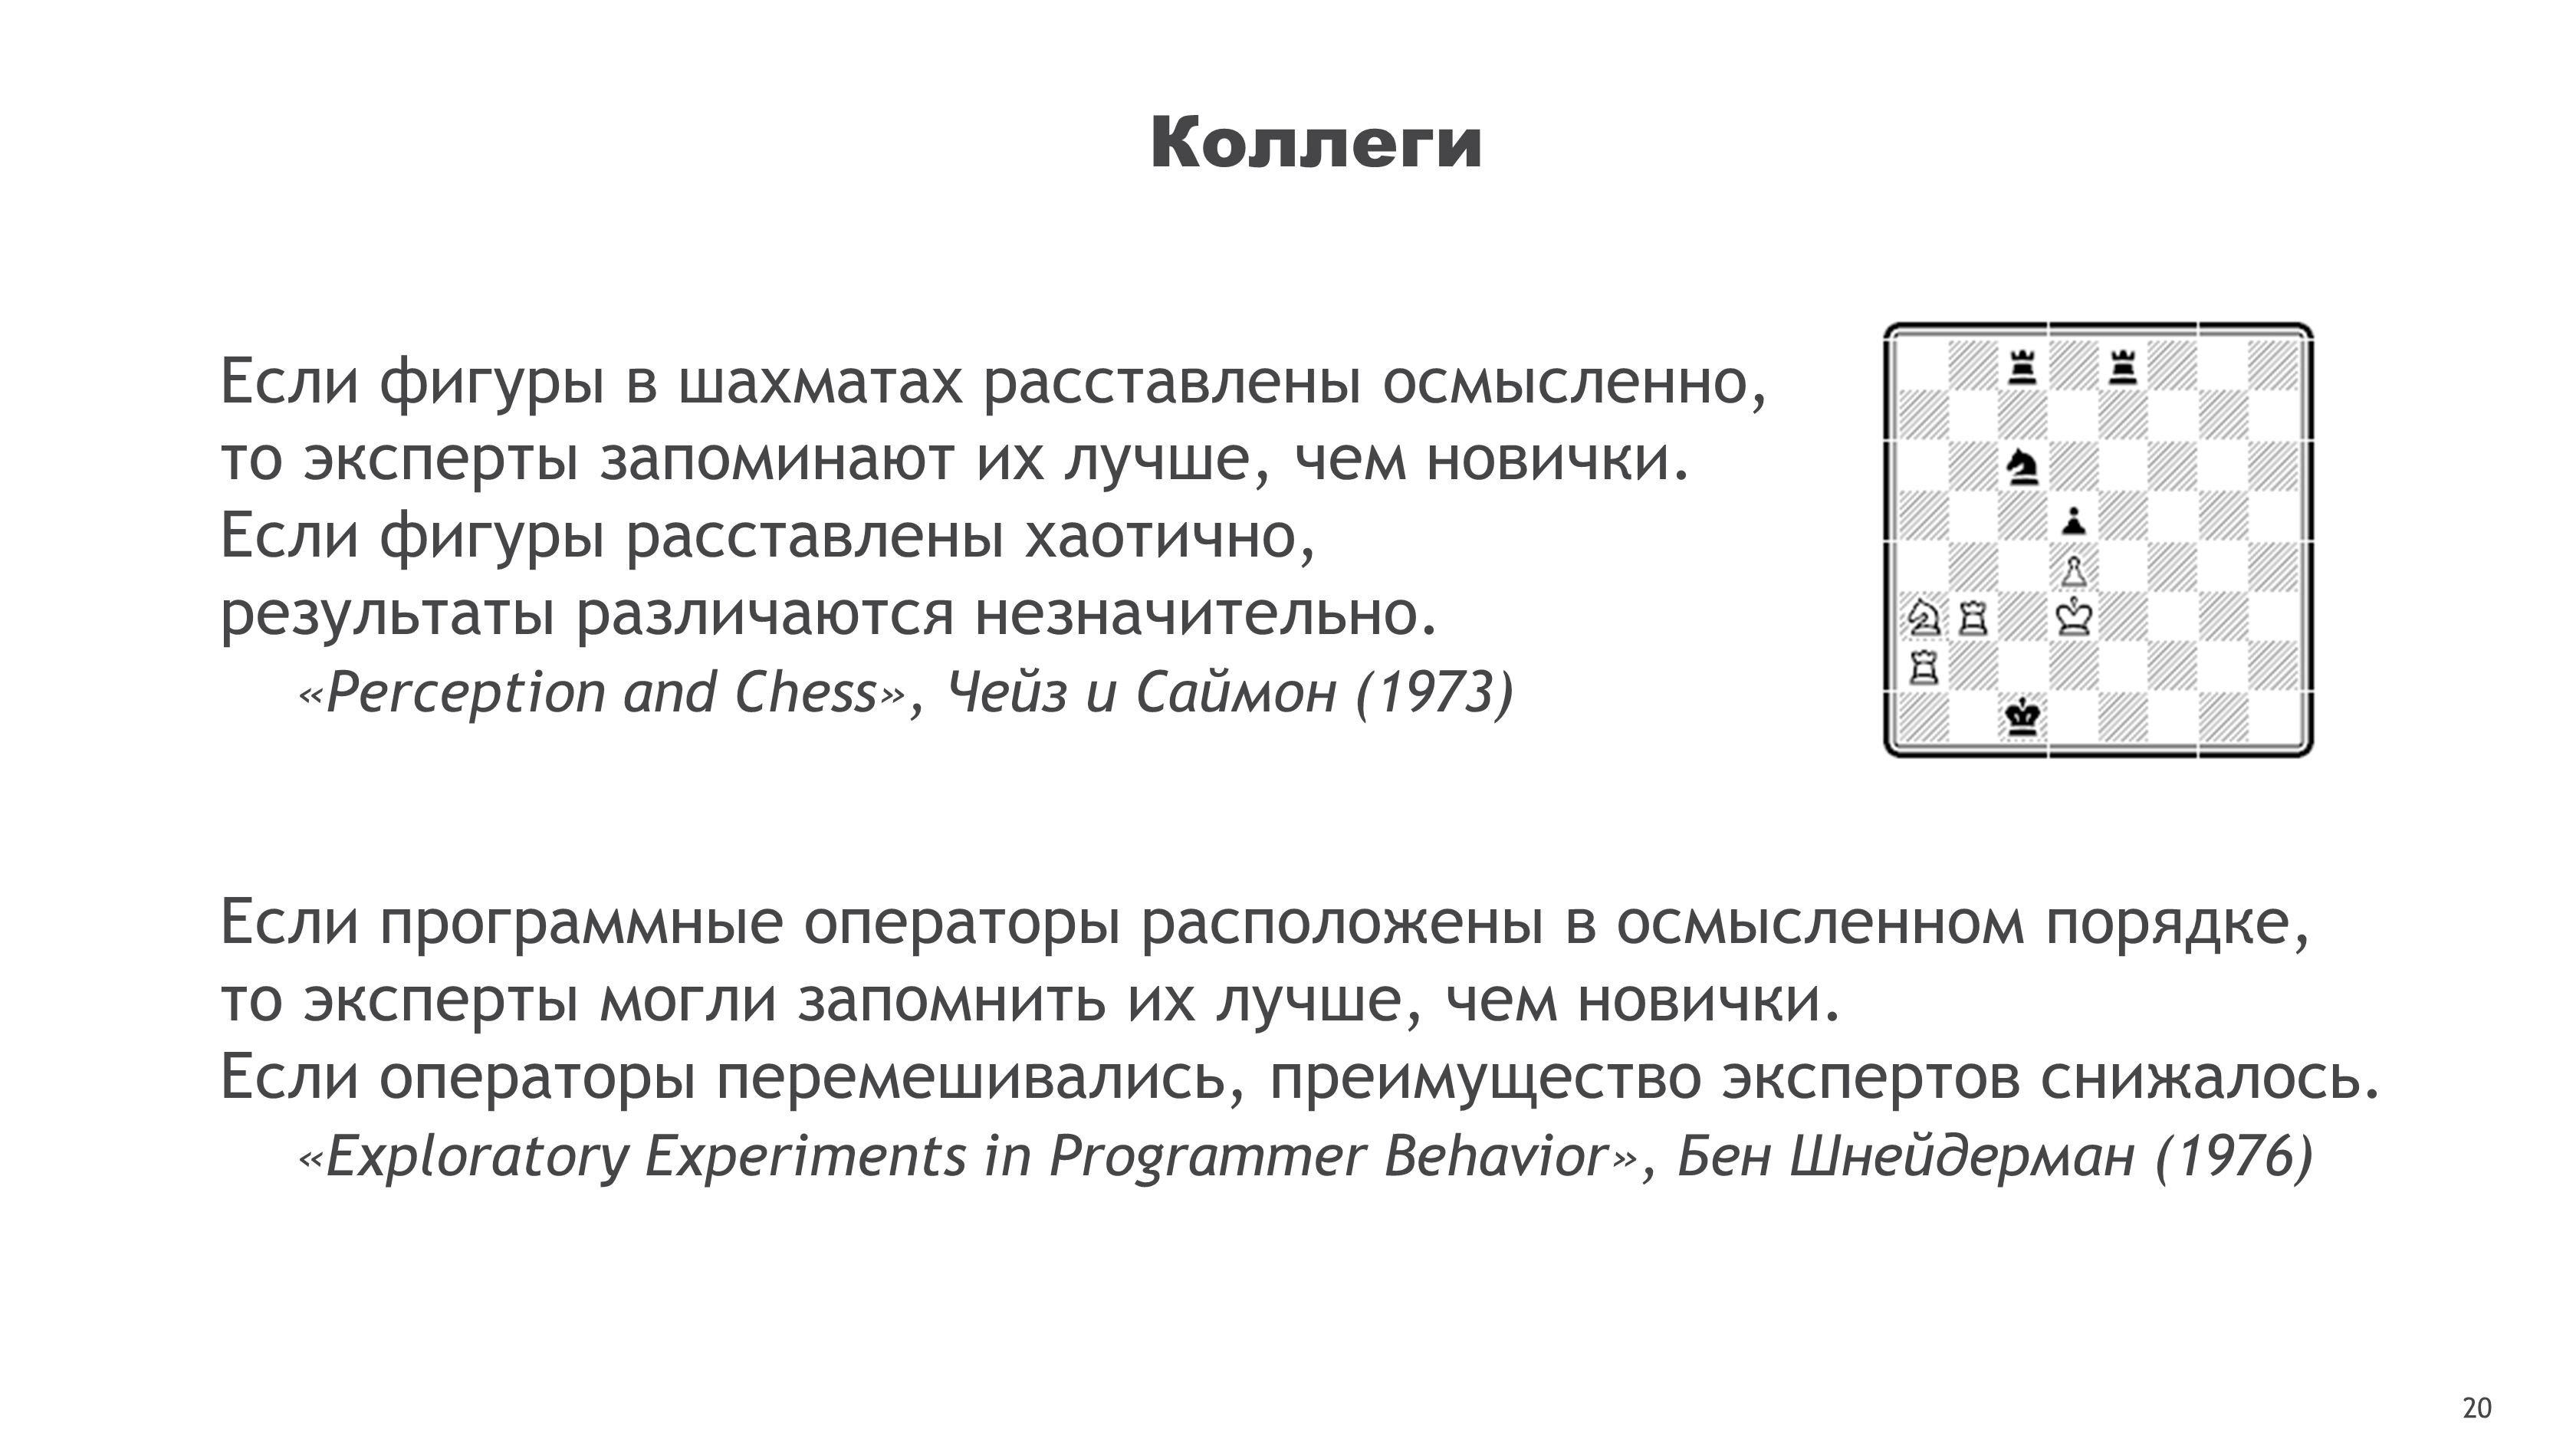 Коллеги
Если фигуры в шахматах расставлены осмысленно,
то эксперты запоминают их лучше, чем новички.
Если фигуры расставлены хаотично,
результаты различаются незначительно.
«Perception and Chess», Чейз и Саймон (1973)
Если программные операторы расположены в осмысленном порядке,
то эксперты могли запомнить их лучше, чем новички.
Если операторы перемешивались, преимущество экспертов снижалось.
«Exploratory Experiments in Programmer Behavior», Бен Шнейдерман (1976)
20